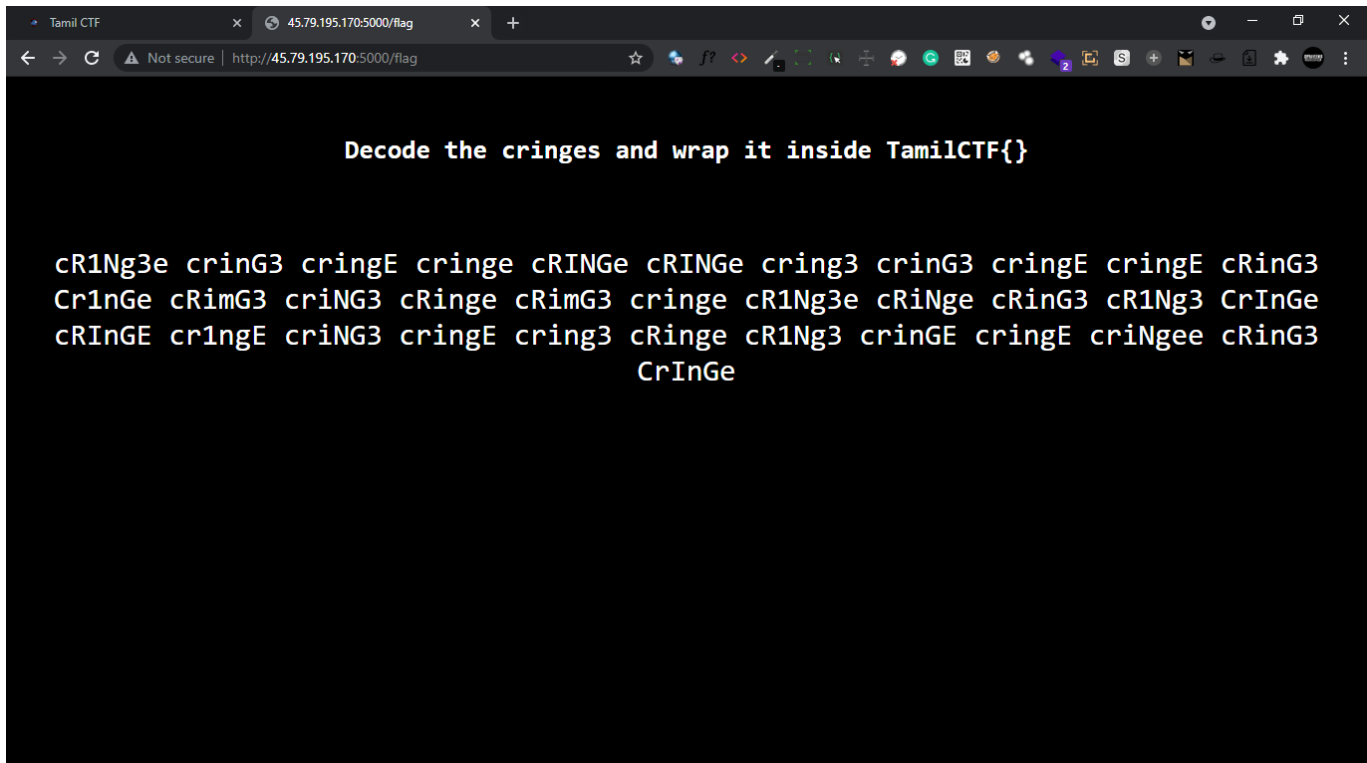 Tamil CTF
45.79.195.170:5000/flag
Not secure | http://45.79.195.170:5000/flag
Decode the cringes and wrap it inside TamilCTF{}
cR1Ng3e crinG3 cringE cringe cRINGe cRINGe cring3 crinG3 cringE cringE cRinG3
Cr1nGe cRimG3 criNG3 cRinge cRimG3 cringe cR1Ng3e cRiNge cRinG3 cR1Ng3 CrInGe
cRInGE cr1ngE criNG3 cringE cring3 cRinge cR1Ng3 crinGE cringE criNgee cRinG3
CrInGe